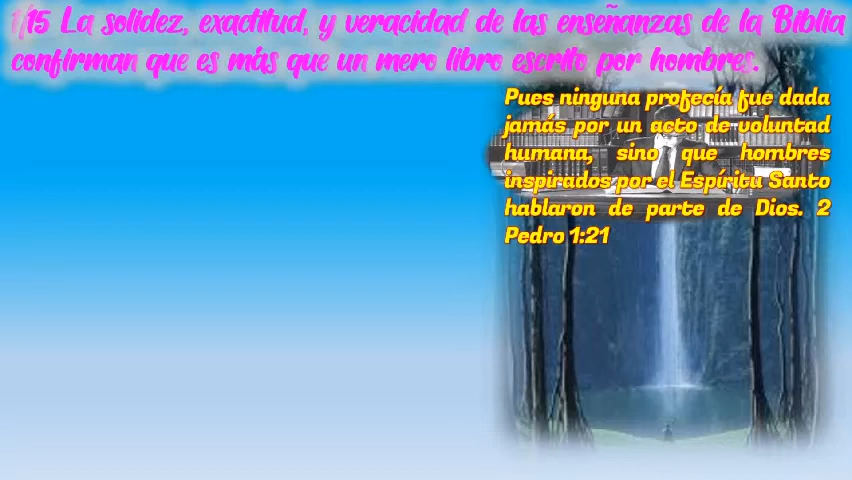 1/15 La solidez, exactitud, y veracidad de las enseñanzas de la Biblia
confirman que es más que un mero libro escrito por hombres.
Pues ninguna profecía fue dada
jamás por un acto de voluntad
humana, sino que hombres
inspirados por el Espíritu Santo
hablaron de parte de Dios. 2
Pedro 1:21